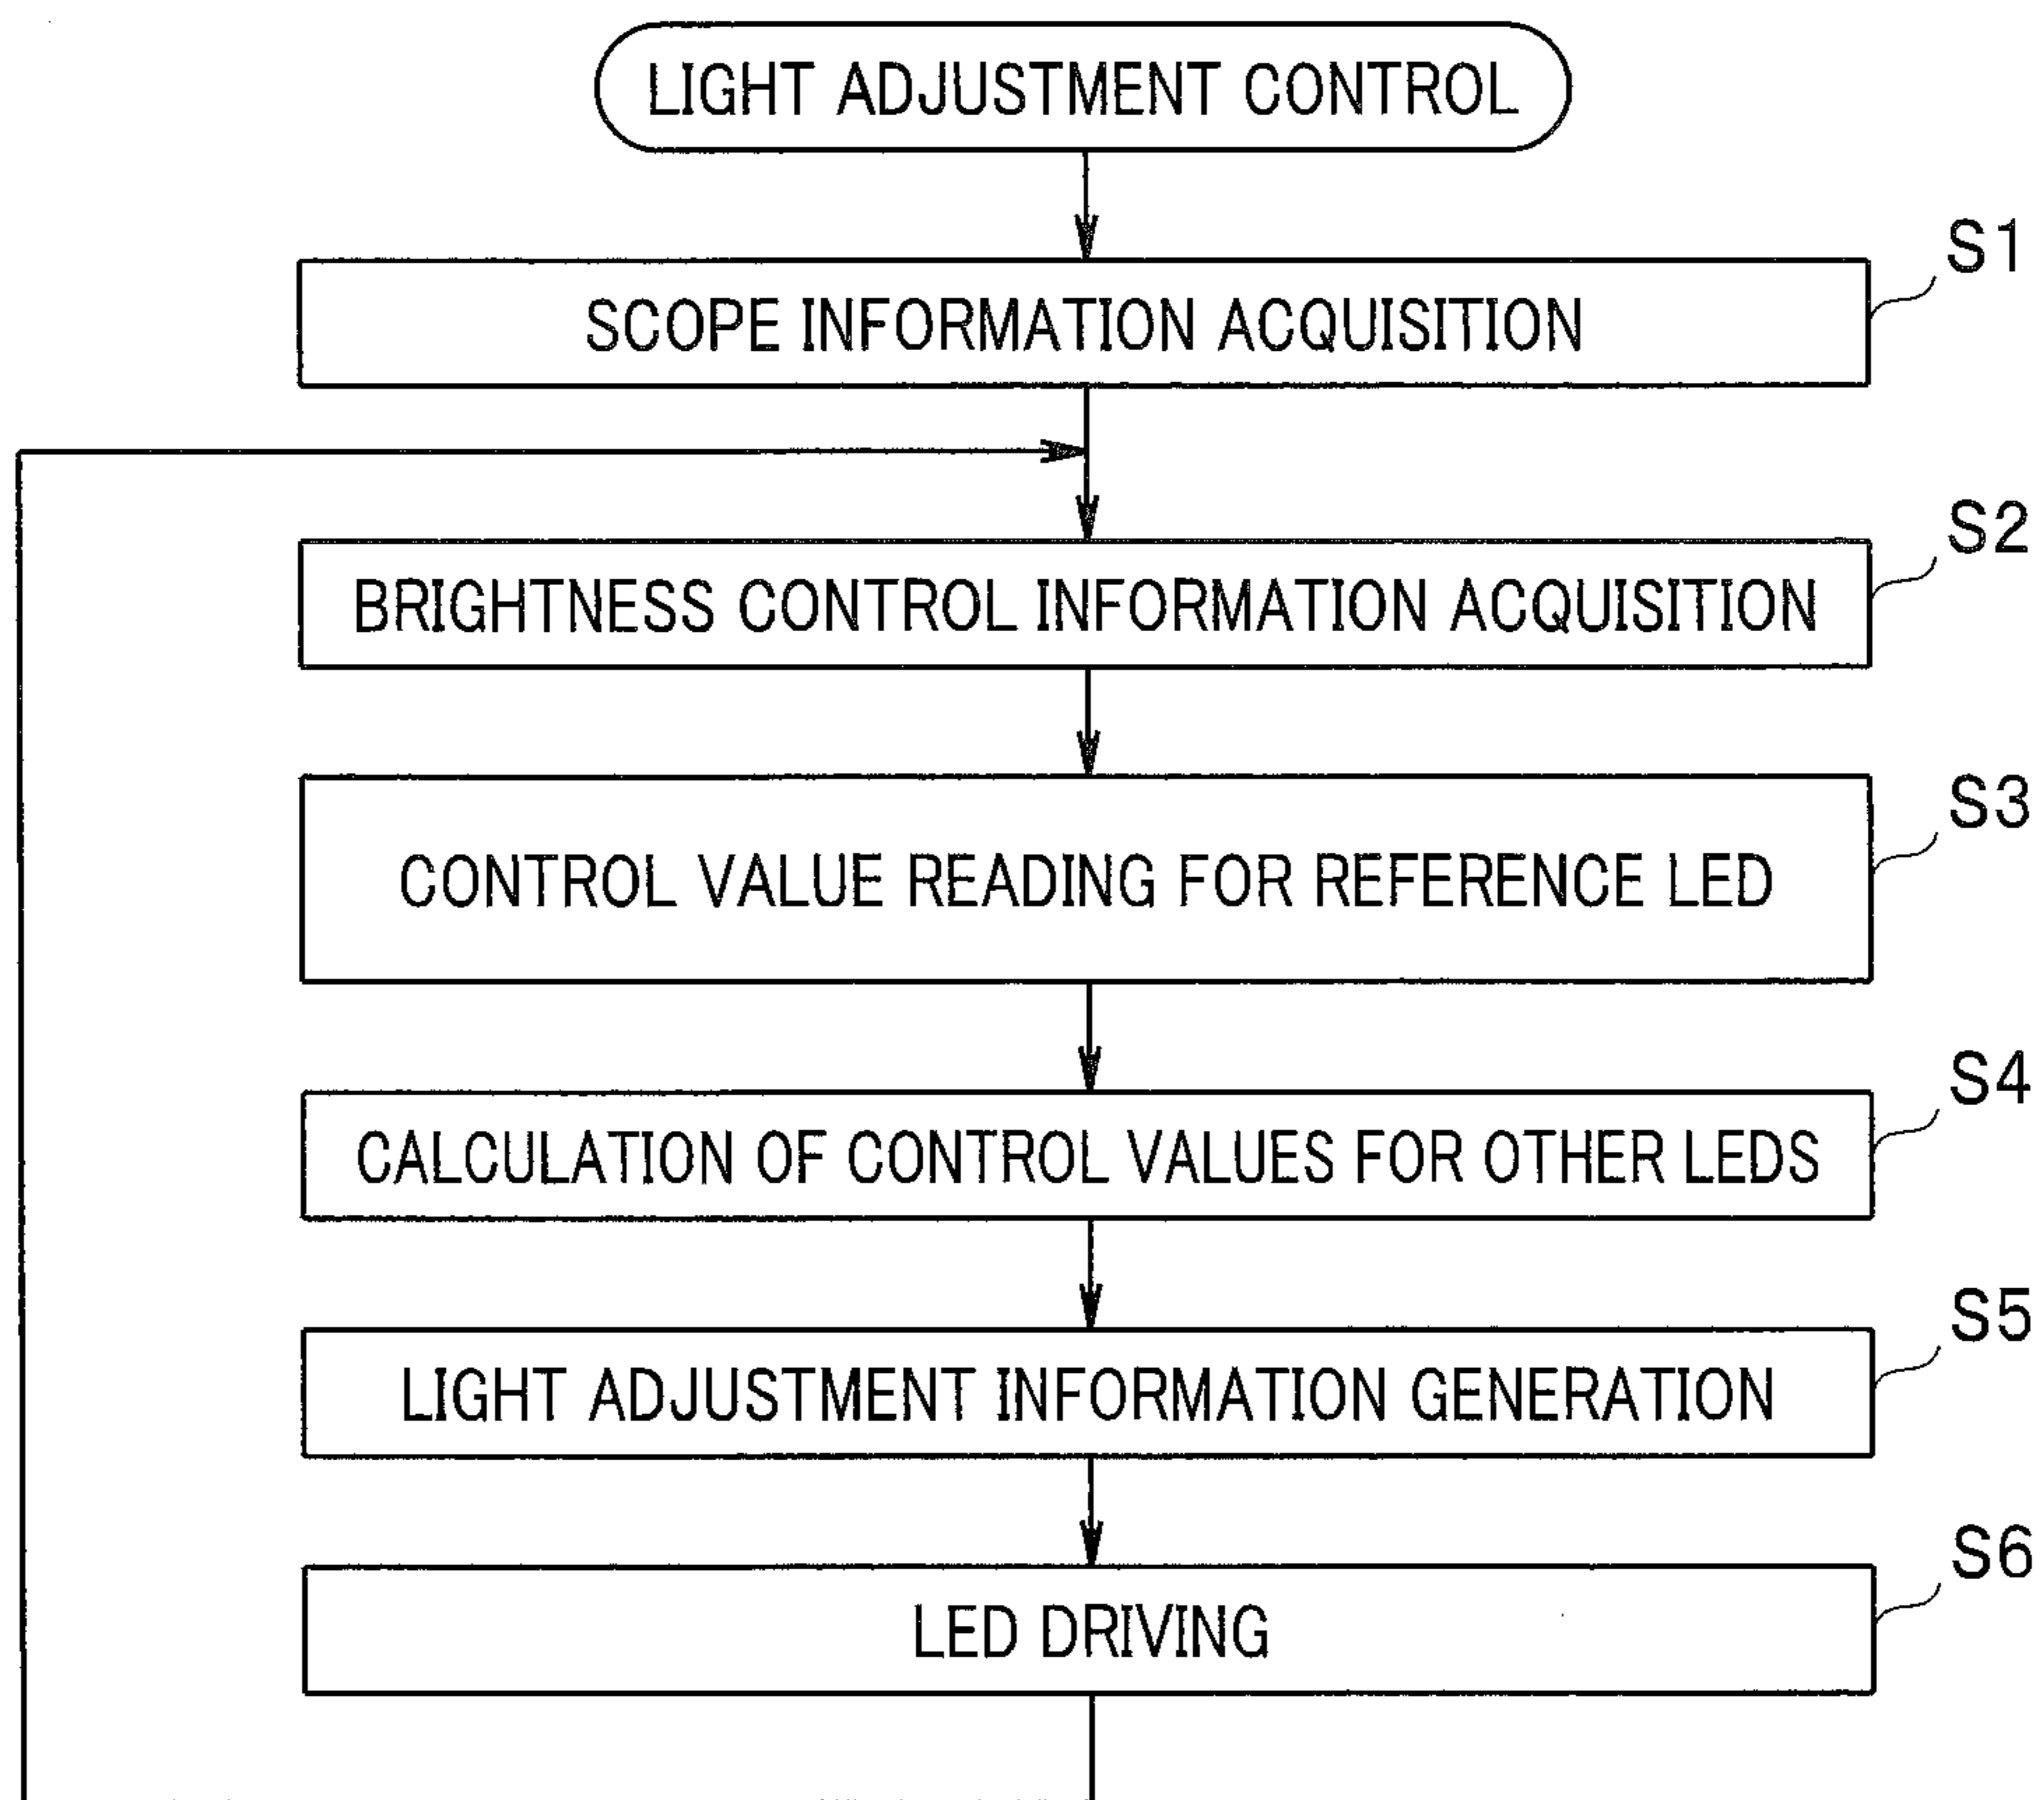 LIGHT ADJUSTMENT CONTROL
S1
SCOPE INFORMATION ACQUISITION
S2
BRIGHTNESS CONTROL INFORMATION ACQUISITION
S3
CONTROL VALUE READING FOR REFERENCE LED
S4
CALCULATION OF CONTROL VALUES FOR OTHER LEDS
S5
LIGHT ADJUSTMENT INFORMATION GENERATION
S6
LED DRIVING